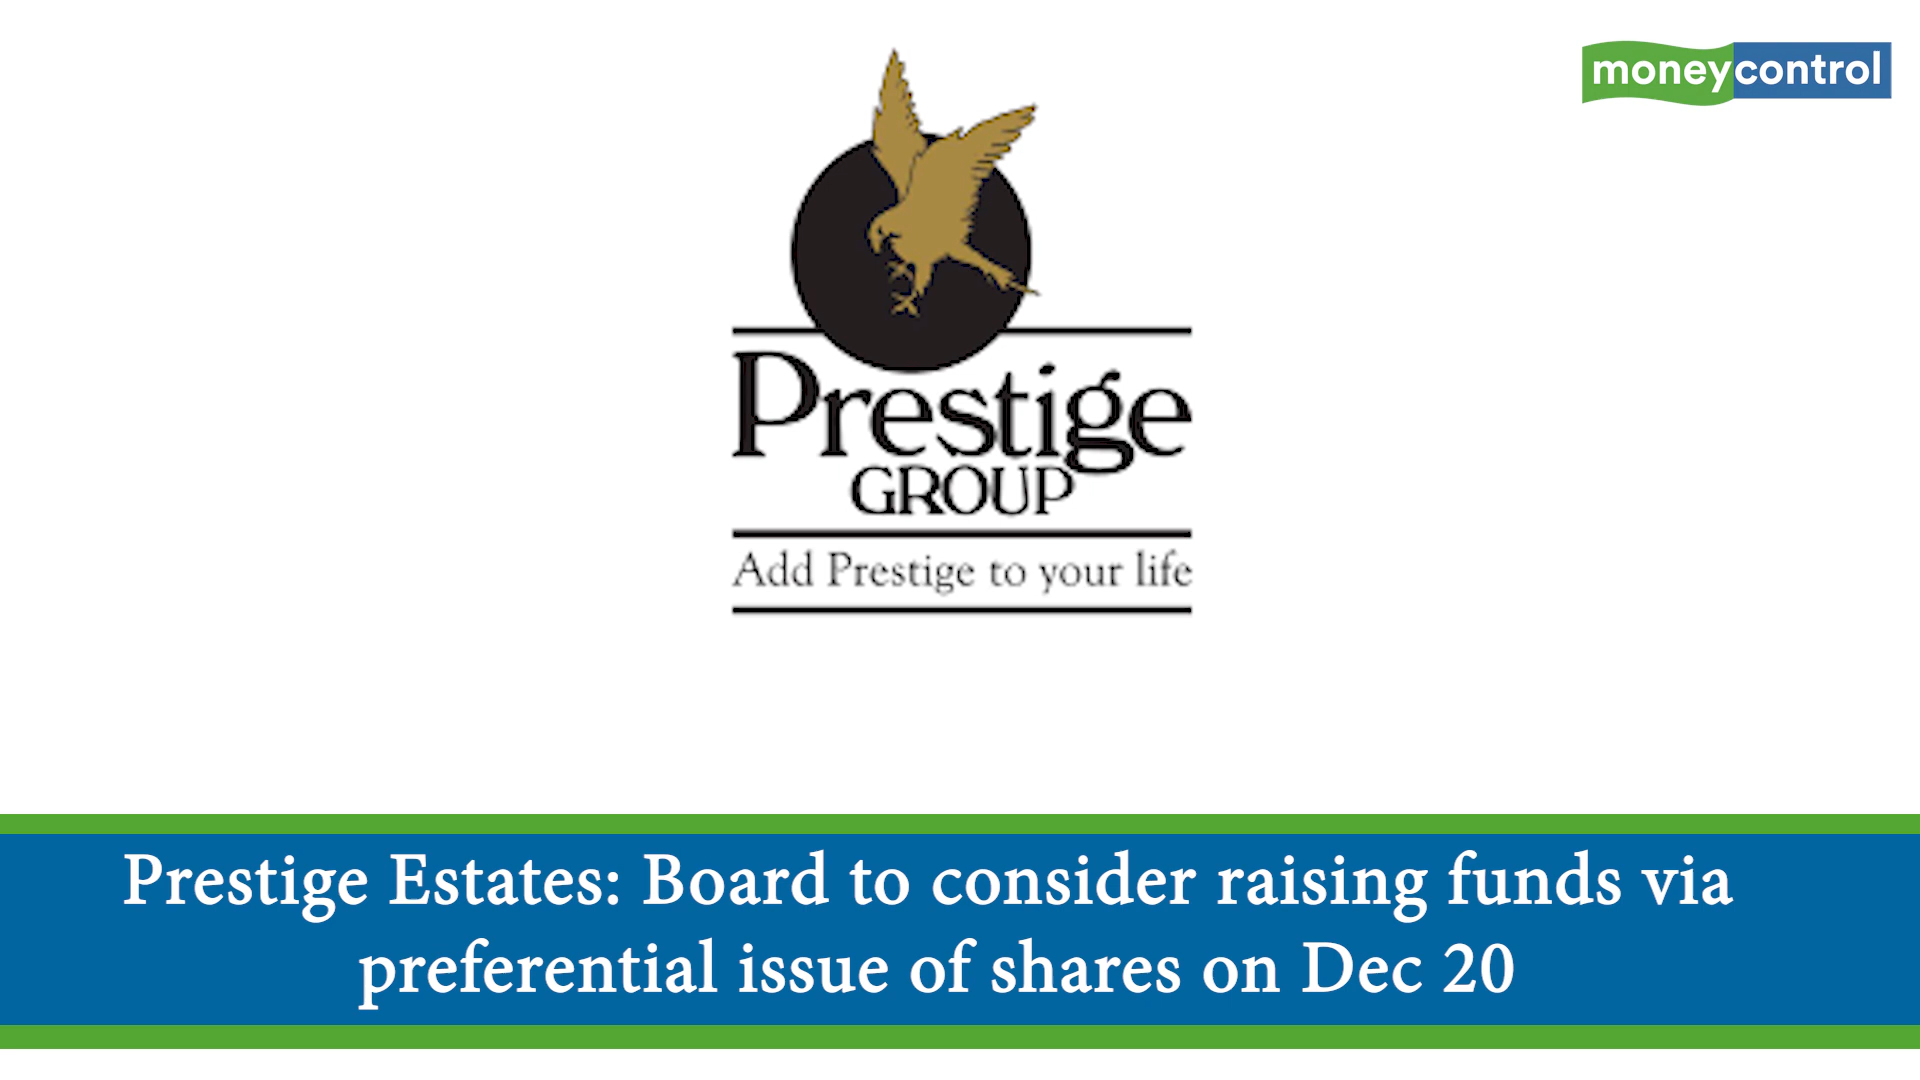 moneycontrol
Prestige
GROUP
Add Prestige to your life
Prestige Estates: Board to consider raising funds via
preferential issue of shares on Dec 20